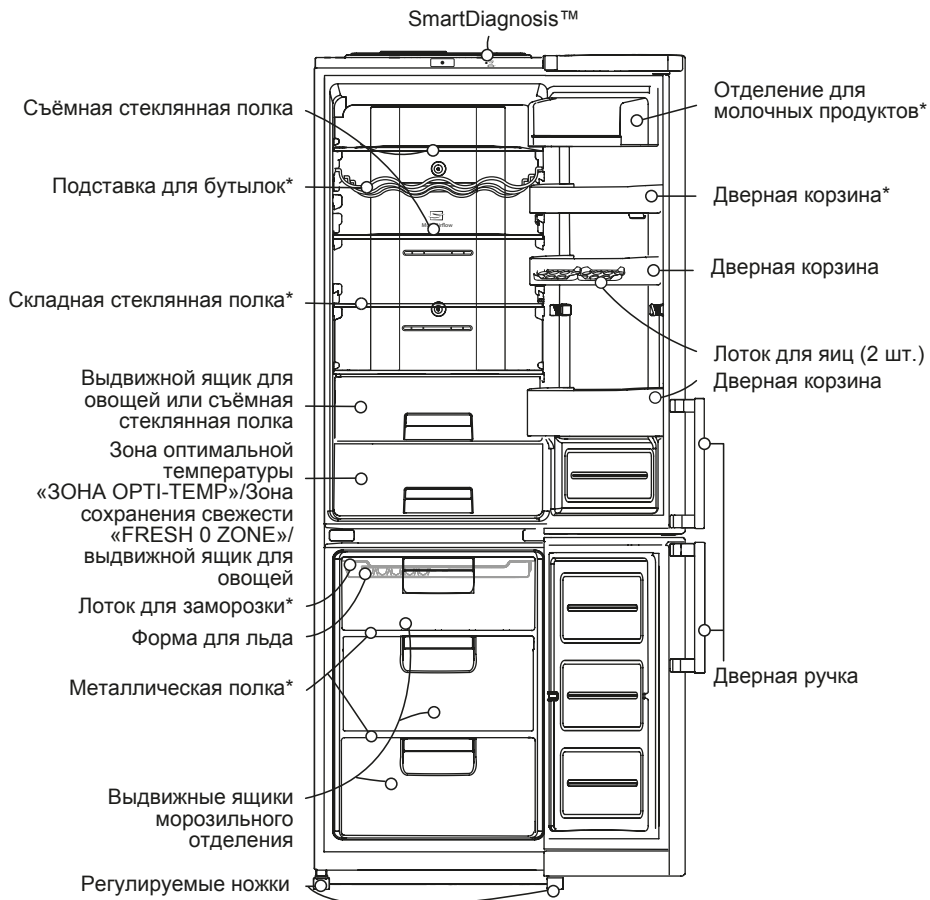 SmartDiagnosis™
Съёмная стеклянная полка
Подставка для бутылок*
Складная стеклянная полка*
Выдвижной ящик для
овощей или съёмная
стеклянная полка
Зона оптимальной
температуры
«ЗОНА OPTI-TEMP»/Зона
сохранения свежести
«FRESH 0 ZONE»/
выдвижной ящик для
овощей
Лоток для заморозки*
Форма для льда
Металлическая полка*
Выдвижные ящики
морозильного
отделения
Регулируемые ножки
Отделение для
молочных продуктов*
Дверная корзина*
Дверная корзина
Лоток для яиц (2 шт.)
Дверная корзина
Дверная ручка